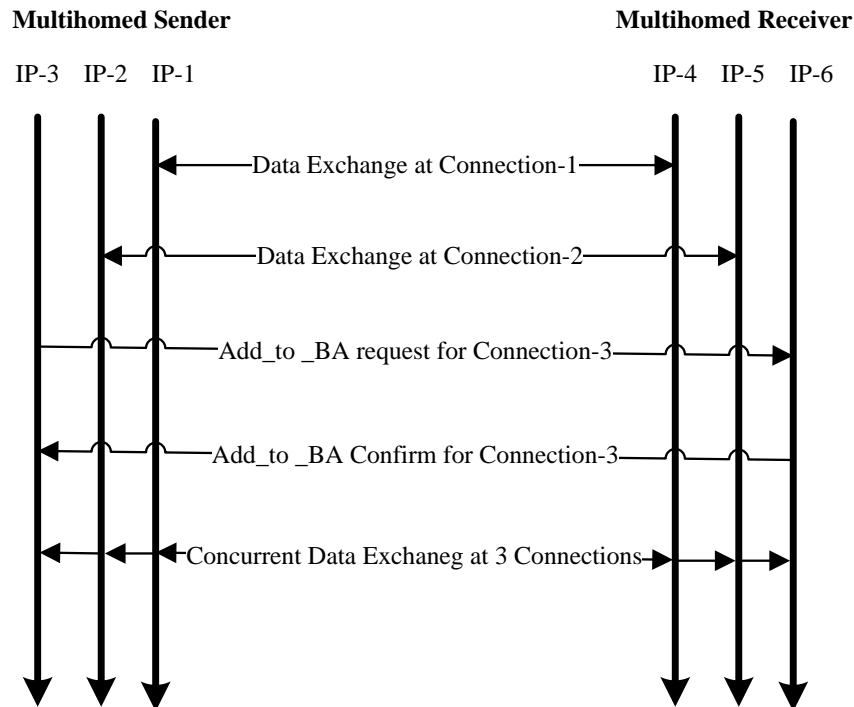 Multihomed Sender Multihomed Receiver
IP-3 IP-2 IP-1 IP-4 IP-5 IP-6
Data Exchange at Connection-1
Data Exchange at Connection-2
Add_to _BA request for Connection-3
Add_to _BA Confirm for Connection-3
Concurrent Data Exchaneg at 3 Connections